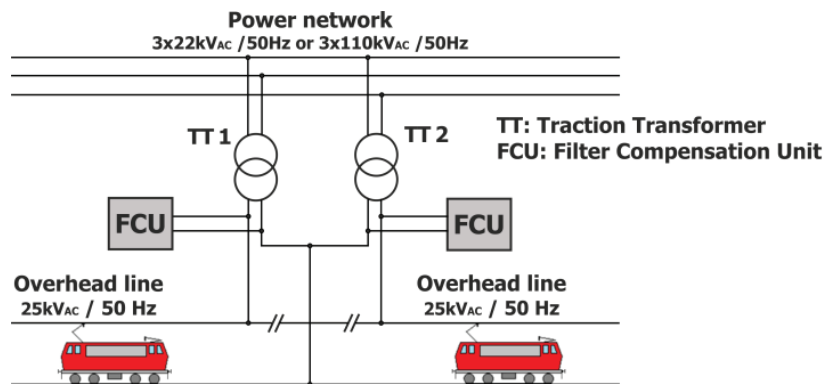 Power network
3x22kVAC /50Hz or 3x110kVAC /50Hz
TT 1
TT 2
TT: Traction Transformer
FCU: Filter Compensation Unit
FCU
FCU
Overhead line
25kVAC / 50 Hz
Overhead line
25kVAC / 50 Hz